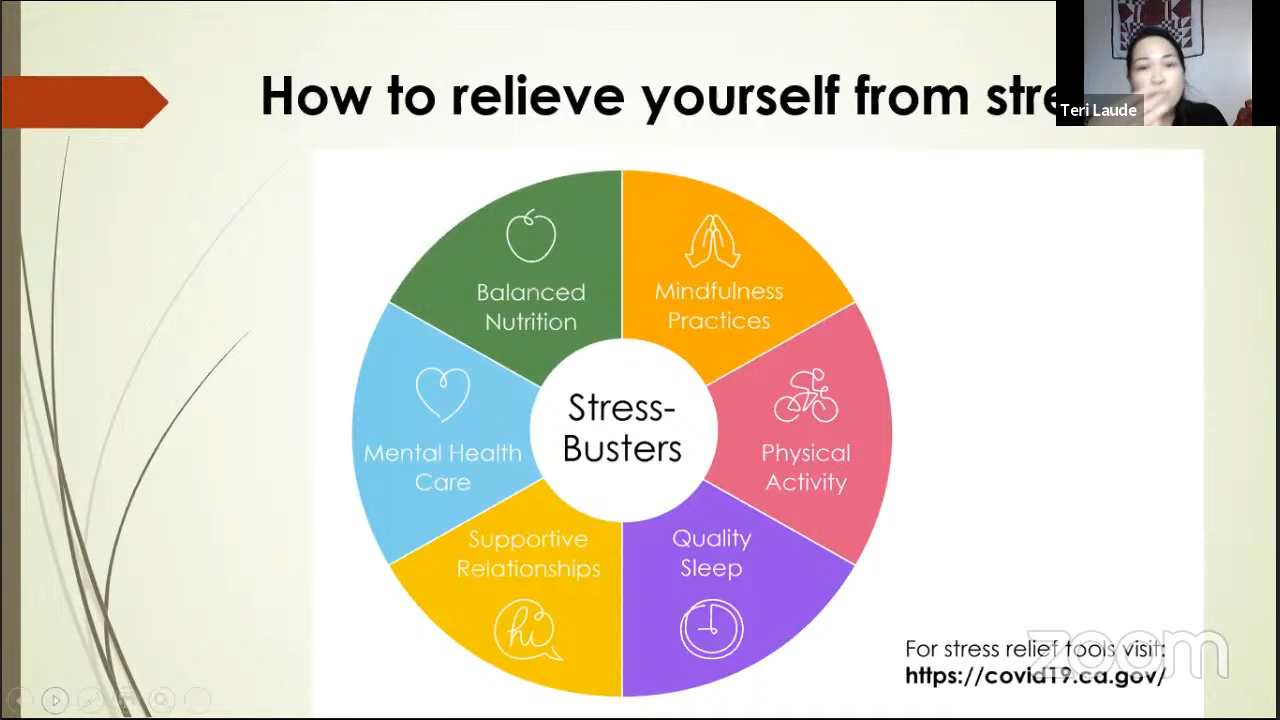 How to relieve yourself from stre
Teri Laude
Balanced
Nutrition
Mindfulness
Practices
Mental Health
Care
Stress-
Busters
Physical
Activity
Supportive
Relationships
hi
Quality
Sleep
For stress relief tools visit:
https://covid19.ca.gov/
zoom